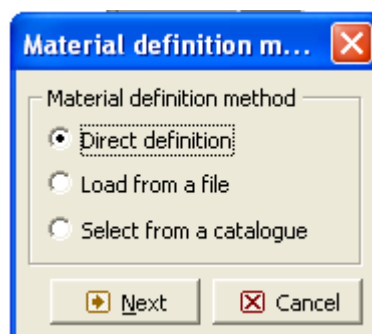 Material definition m...
Material definition method
Direct definition
Load from a file
Select from a catalogue
Next
Cancel